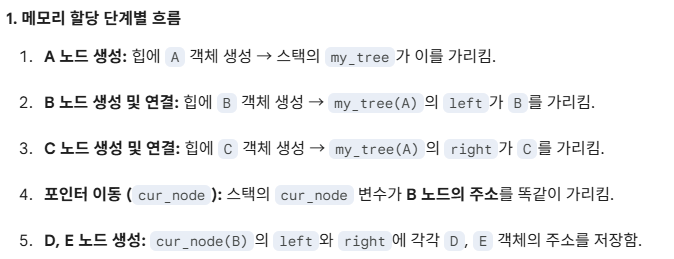 1. 메모리 할당 단계별 흐름
1. A 노드 생성: 힙에 A 객체 생성 → 스택의 my_tree 가 이를 가리킴.
2. B 노드 생성 및 연결: 힙에 B 객체 생성 → my_tree(A) 의 left 가 B 를 가리킴.
3. C 노드 생성 및 연결: 힙에 C 객체 생성 → my_tree(A) 의 right 가 C 를 가리킴.
4. 포인터 이동 ( cur_node ): 스택의 cur_node 변수가 B 노드의 주소를 똑같이 가리킴.
5. D, E 노드 생성: cur_node(B) 의 left 와 right 에 각각 D , E 객체의 주소를 저장함.